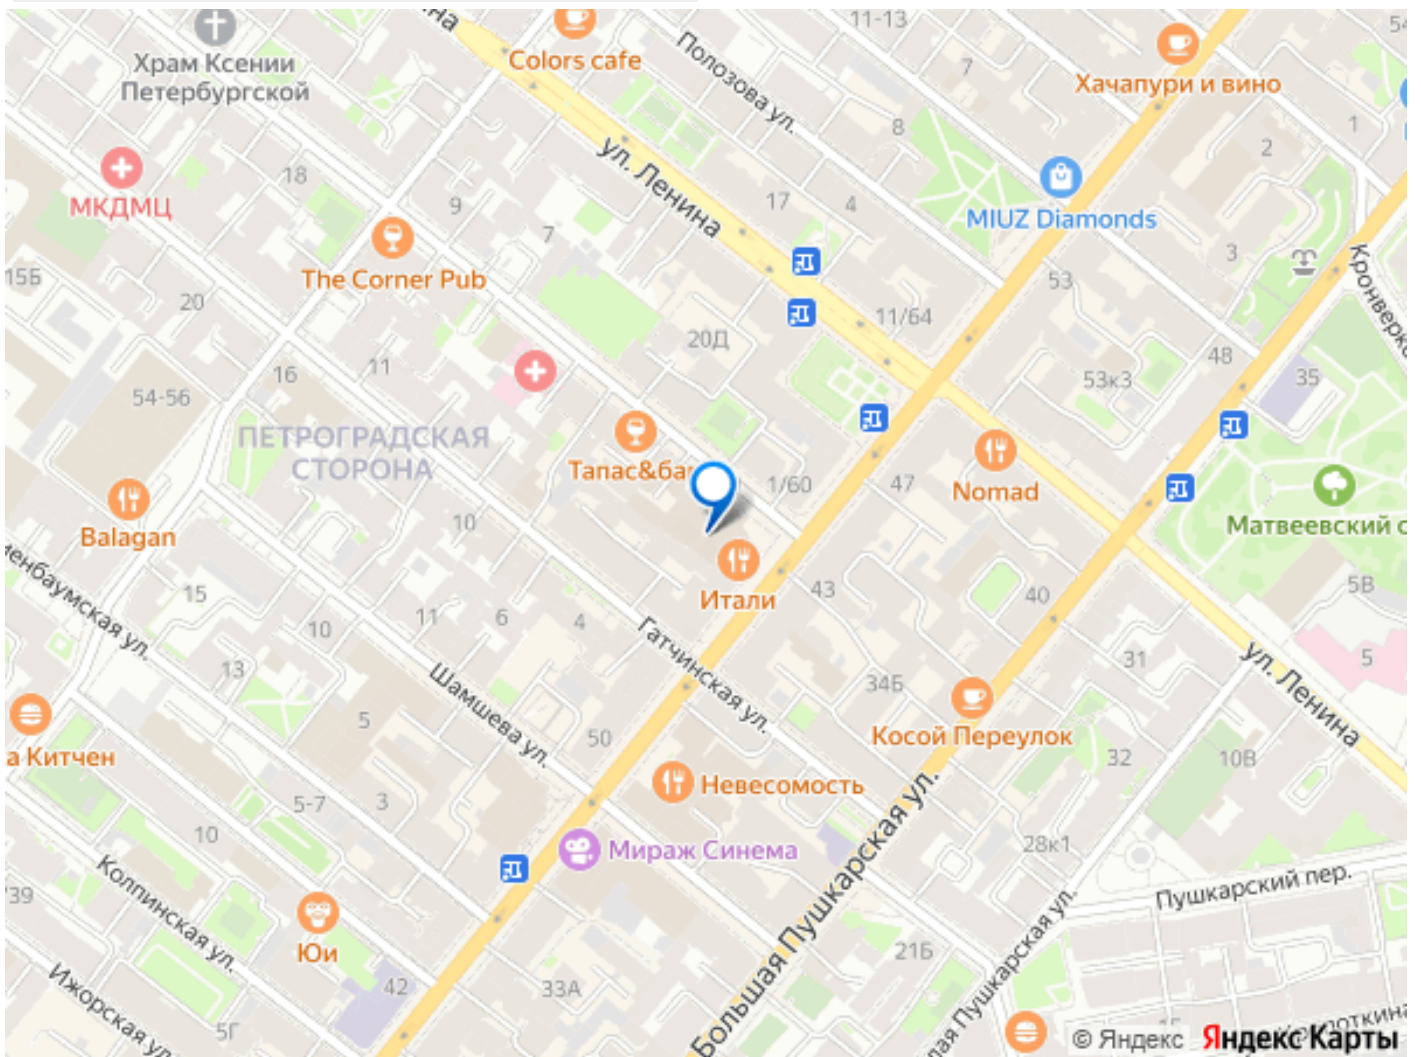 11-13
Храм Ксении
Петербургской
Colors cafe
Полозова ул.
7
Хачапури и вино
1
8
2
МКДМЦ
18
ул. Ленина
17
4
MIUZ Diamonds
9
7
3
The Corner Pub
15Б
20
53
11/64
20Д
48
35
53к3
11
16
54-56
ПЕТРОГРАДСКАЯ
СТОРОНА
Тапас&ба
1/60
47
Nomad
Матвеевский с
Balagan
10
Итали
43
40
5В
15
10
11
6
4
Гатчинская ул.
31
5
ул. Ленина
13
Шамшева ул.
34Б
5
50
Косой Переулок
а Китчен
32
10В
Невесомость
5-7
3
10
Мираж Синема
28к1
Большая Пушкарская ул.
Пушкарский пер.
Колпинская ул.
Юи
21Б
42
33А
5Г
© Яндекс
Яндекс Карты